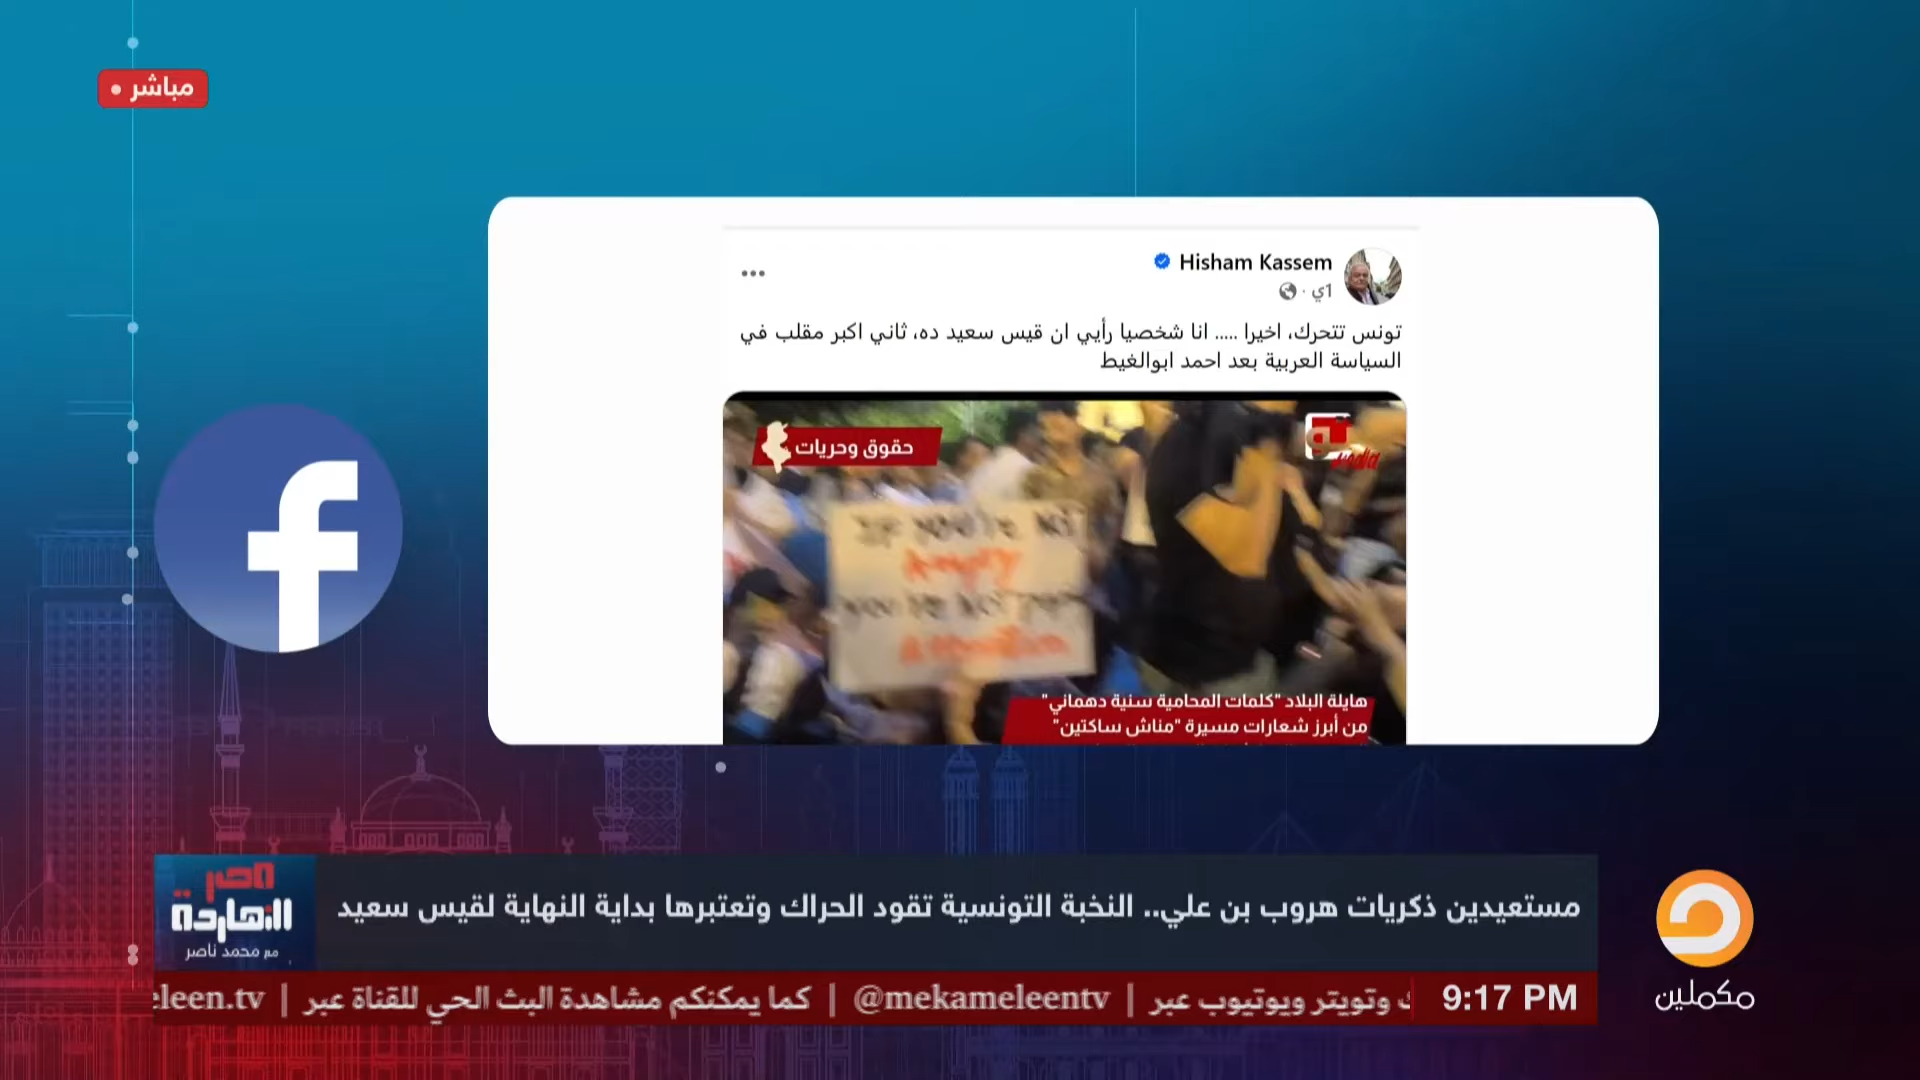 مباشر
Hisham Kassem
1ي
تونس تتحرك، اخيرا ..... انا شخصيا رأيي ان قيس سعيد ده، ثاني اكبر مقلب في
السياسة العربية بعد احمد ابوالغيط
حقوق وحريات
media
Angry
هايلة البلاد "كلمات المحامية سنية دهماني"
من أبرز شعارات مسيرة "مناش ساكتين"
مصر
النهاردة
مع محمد ناصر
مستعيدين ذكريات هروب بن علي.. النخبة التونسية تقود الحراك وتعتبرها بداية النهاية لقيس سعيد
وتويتر ويوتيوب عبر | @mekameleentv | كما يمكنكم مشاهدة البث الحي للقناة عبر | eleen.tv
9:17 PM
مكملين